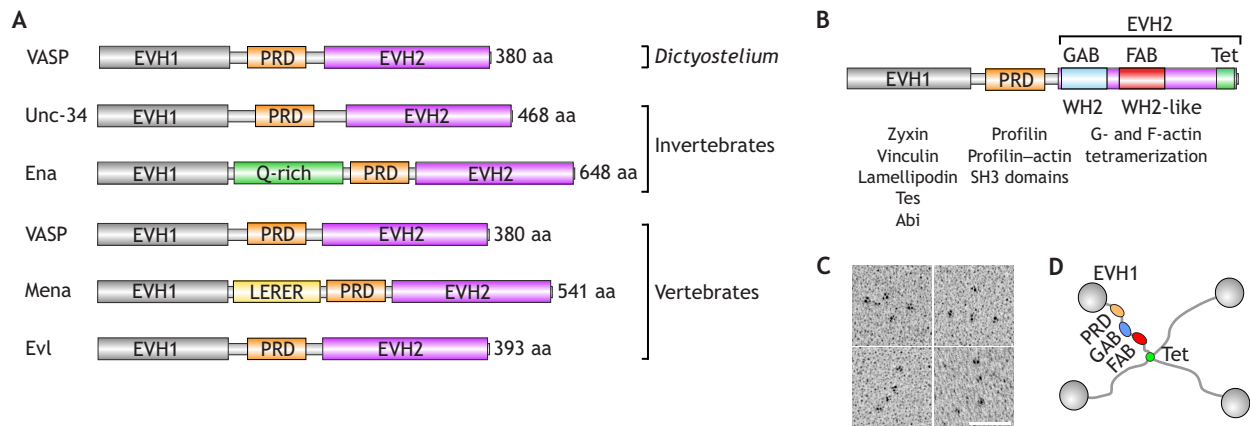 A
VASP EVH1 PRD EVH2 380 aa Dictyostelium
Unc-34 EVH1 PRD EVH2 468 aa
Invertebrates
Ena EVH1 Q-rich PRD EVH2 648 aa
VASP EVH1 PRD EVH2 380 aa
Mena EVH1 LERER PRD EVH2 541 aa Vertebrates
Evl EVH1 PRD EVH2 393 aa
B
EVH2
GAB FAB Tet
EVH1 PRD
WH2 WH2-like
Zyxin
Vinculin
Lamellipodin
Tes
Abi
Profilin
Profilin–actin
SH3 domains
G- and F-actin
tetramerization
C
D
EVH1
PRD
GAB
FAB
Tet